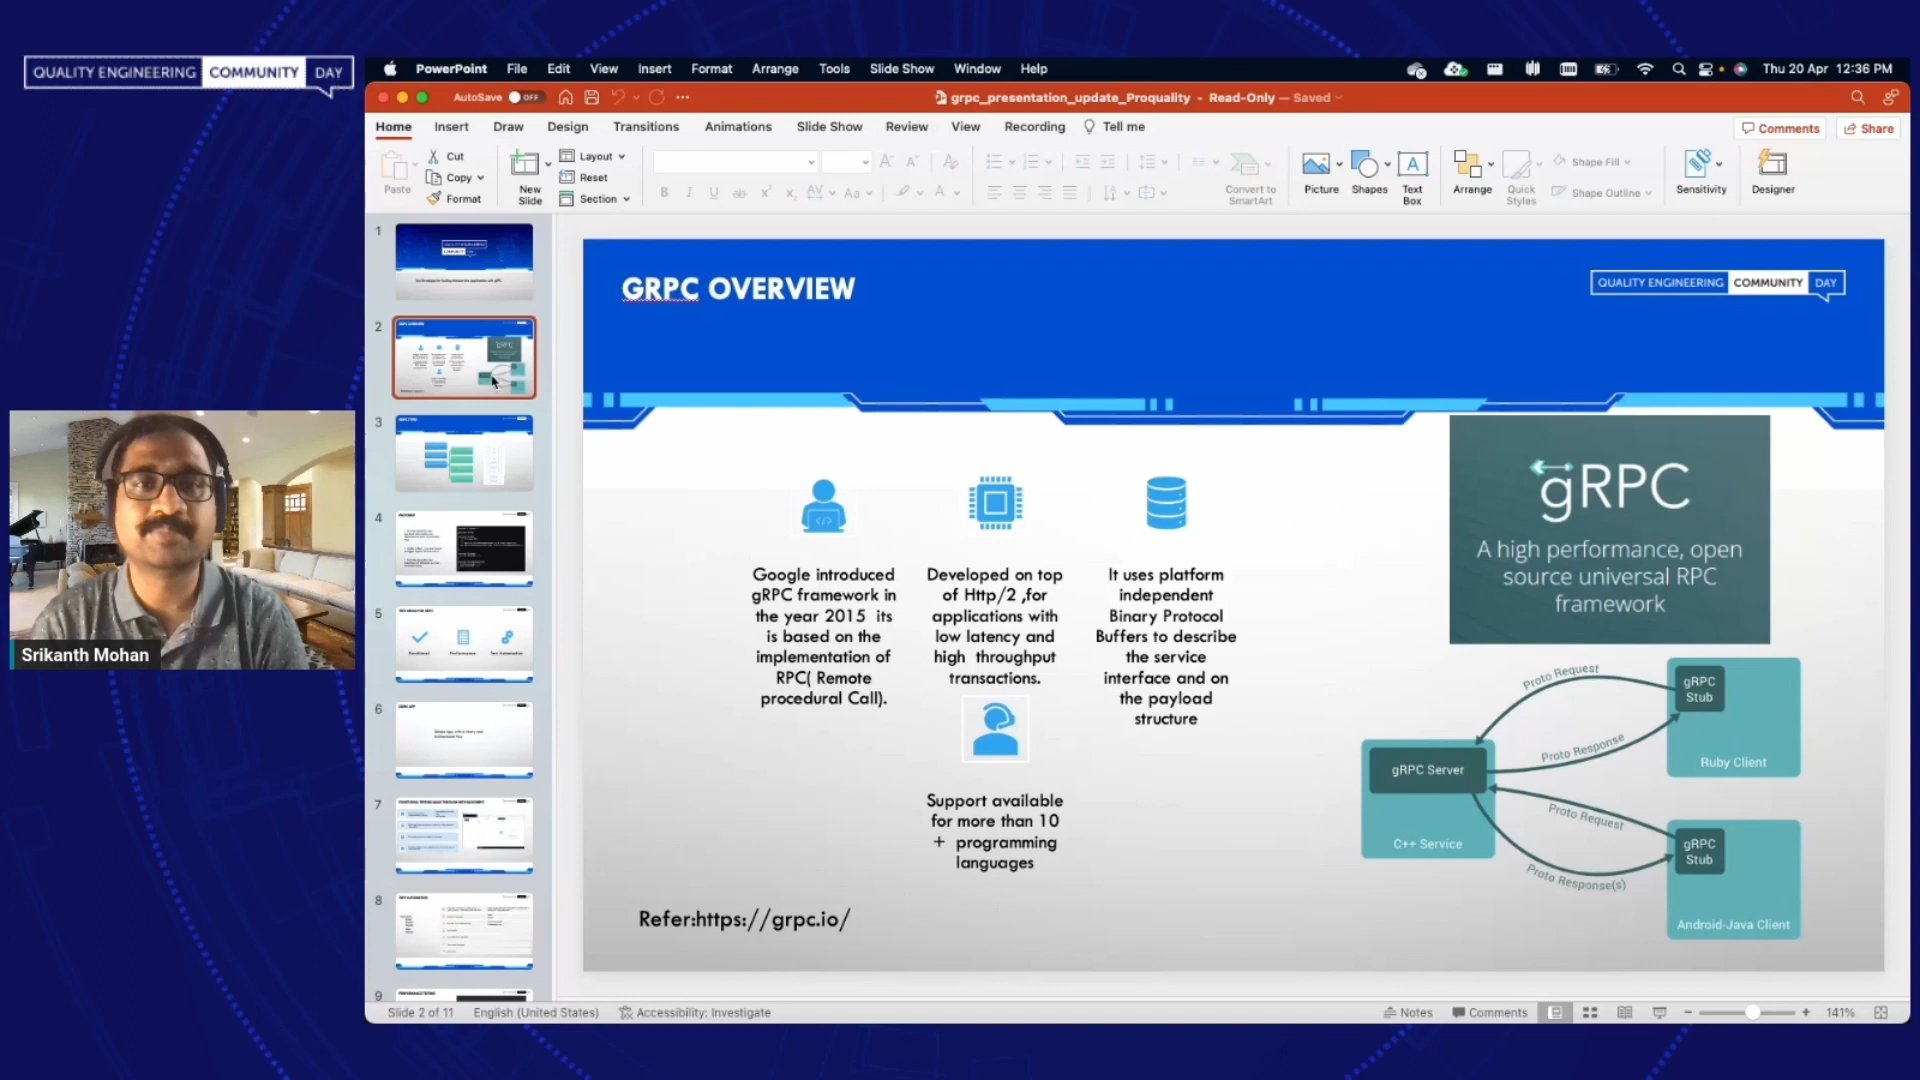 QUALITY ENGINEERING COMMUNITY DAY
PowerPoint File Edit View Insert Format Arrange Tools Slide Show Window Help
Thu 20 Apr 12:36 PM
AutoSave OFF
grpc_presentation_update_Proquality - Read-Only — Saved
Home Insert Draw Design Transitions Animations Slide Show Review View Recording Tell me
Comments Share
Paste
Cut
Copy
Format
New
Slide
Layout
Reset
Section
Convert to
SmartArt
Picture
Shapes
Text
Box
Arrange
Quick
Styles
Shape Fill
Shape Outline
Sensitivity
Designer
1
2
3
4
5
6
7
8
9
GRPC OVERVIEW
QUALITY ENGINEERING COMMUNITY DAY
Google introduced
gRPC framework in
the year 2015 its
is based on the
implementation of
RPC( Remote
procedural Call).
Developed on top
of Http/2 ,for
applications with
low latency and
high throughput
transactions.
It uses platform
independent
Binary Protocol
Buffers to describe
the service
interface and on
the payload
structure
Support available
for more than 10
+ programming
languages
Refer:https://grpc.io/
gRPC
A high performance, open
source universal RPC
framework
Proto Request
gRPC
Stub
Proto Response
Ruby Client
gRPC Server
C++ Service
Proto Request
gRPC
Stub
Proto Response(s)
Android-Java Client
Srikanth Mohan
Slide 2 of 11 English (United States) Accessibility: Investigate
Notes Comments 141%